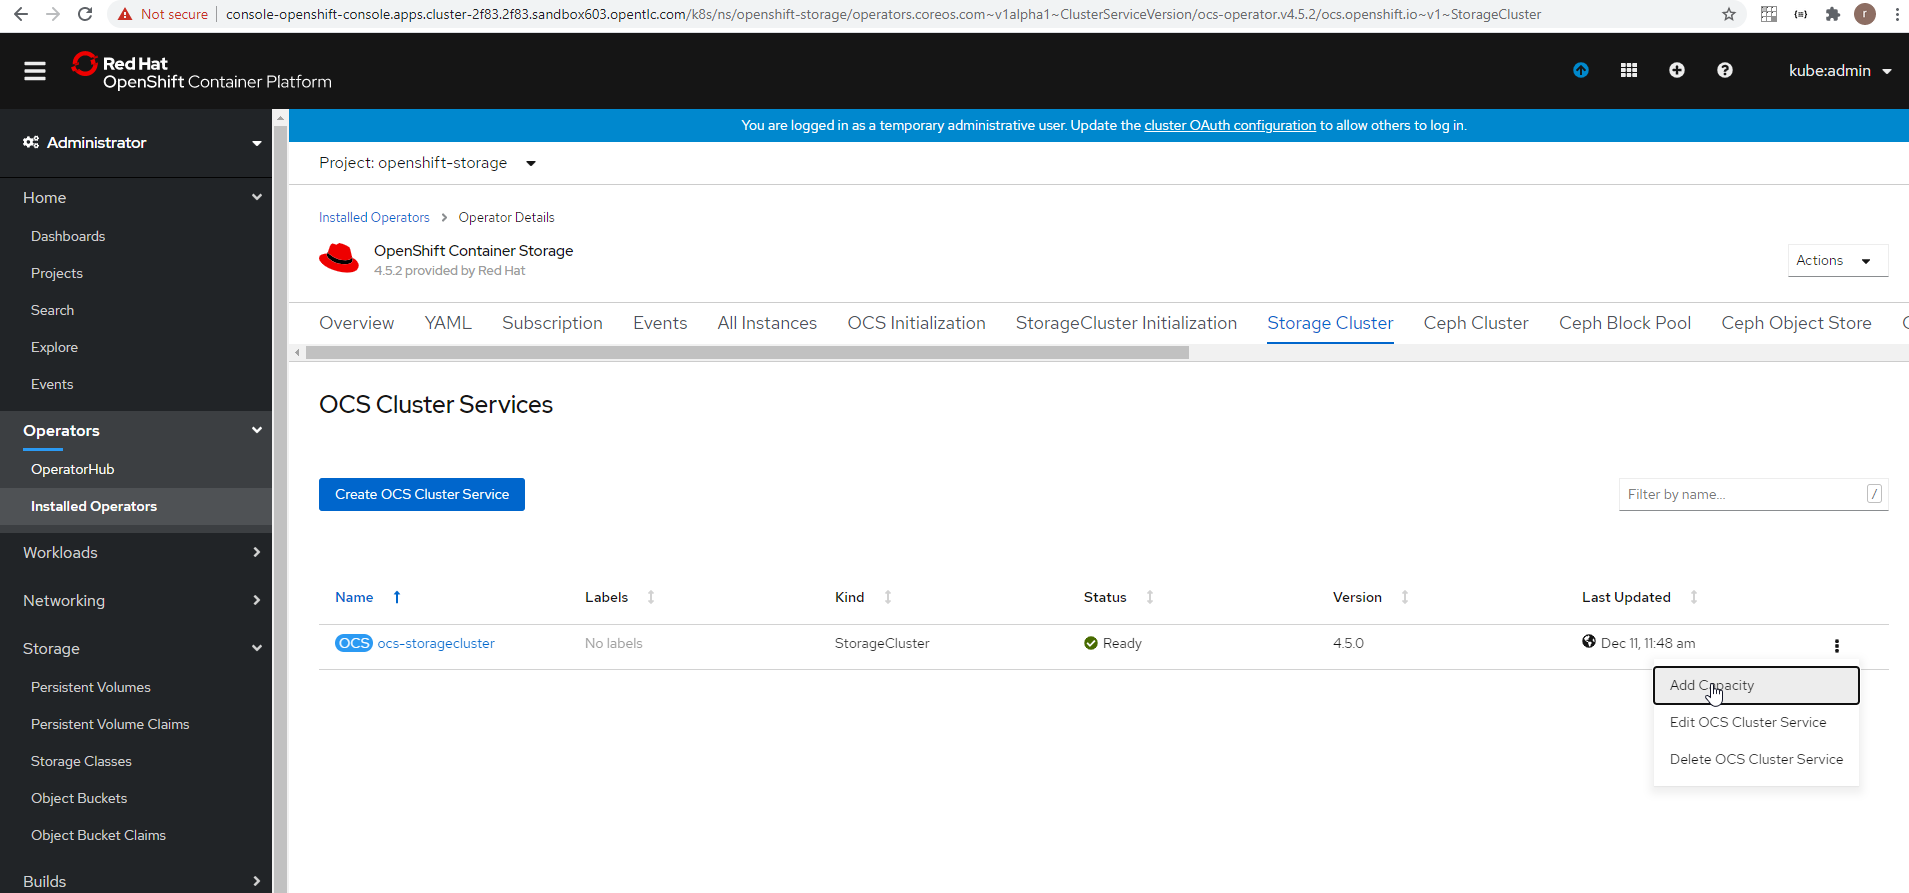 Not secure | console-openshift-console.apps.cluster-2f83.2f83.sandbox603.opentlc.com/k8s/ns/openshift-storage/operators.coreos.com~v1alpha1~ClusterServiceVersion/ocs-operator.v4.5.2/ocs.openshift.io~v1~StorageCluster
r
Red Hat
OpenShift Container Platform
kube:admin
Administrator
Home
Dashboards
Projects
Search
Explore
Events
Operators
OperatorHub
Installed Operators
Workloads
Networking
Storage
Persistent Volumes
Persistent Volume Claims
Storage Classes
Object Buckets
Object Bucket Claims
Builds
You are logged in as a temporary administrative user. Update the cluster OAuth configuration to allow others to log in.
Project: openshift-storage
Installed Operators > Operator Details
OpenShift Container Storage
4.5.2 provided by Red Hat
Actions
Overview YAML Subscription Events All Instances OCS Initialization StorageCluster Initialization Storage Cluster Ceph Cluster Ceph Block Pool Ceph Object Store
OCS Cluster Services
Create OCS Cluster Service
Filter by name... /
Name Labels Kind Status Version Last Updated
OCS ocs-storagecluster No labels StorageCluster Ready 4.5.0 Dec 11, 11:48 am
Add Capacity
Edit OCS Cluster Service
Delete OCS Cluster Service